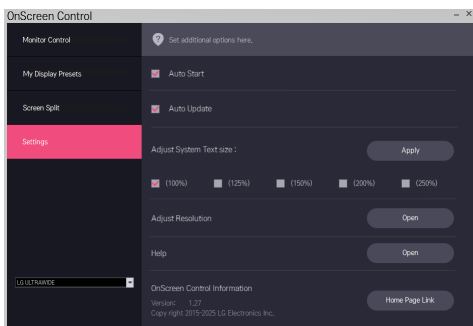 OnScreen Control
Monitor Control
? Set additional options here.
My Display Presets
Auto Start
Screen Split
Auto Update
Settings
Adjust System Text size :
Apply
(100%) (125%) (150%) (200%) (250%)
Adjust Resolution
Open
Help
Open
LG ULTRAWIDE
OnScreen Control Information
Version: 1.27
Copy right 2015-2025 LG Electronics Inc.
Home Page Link